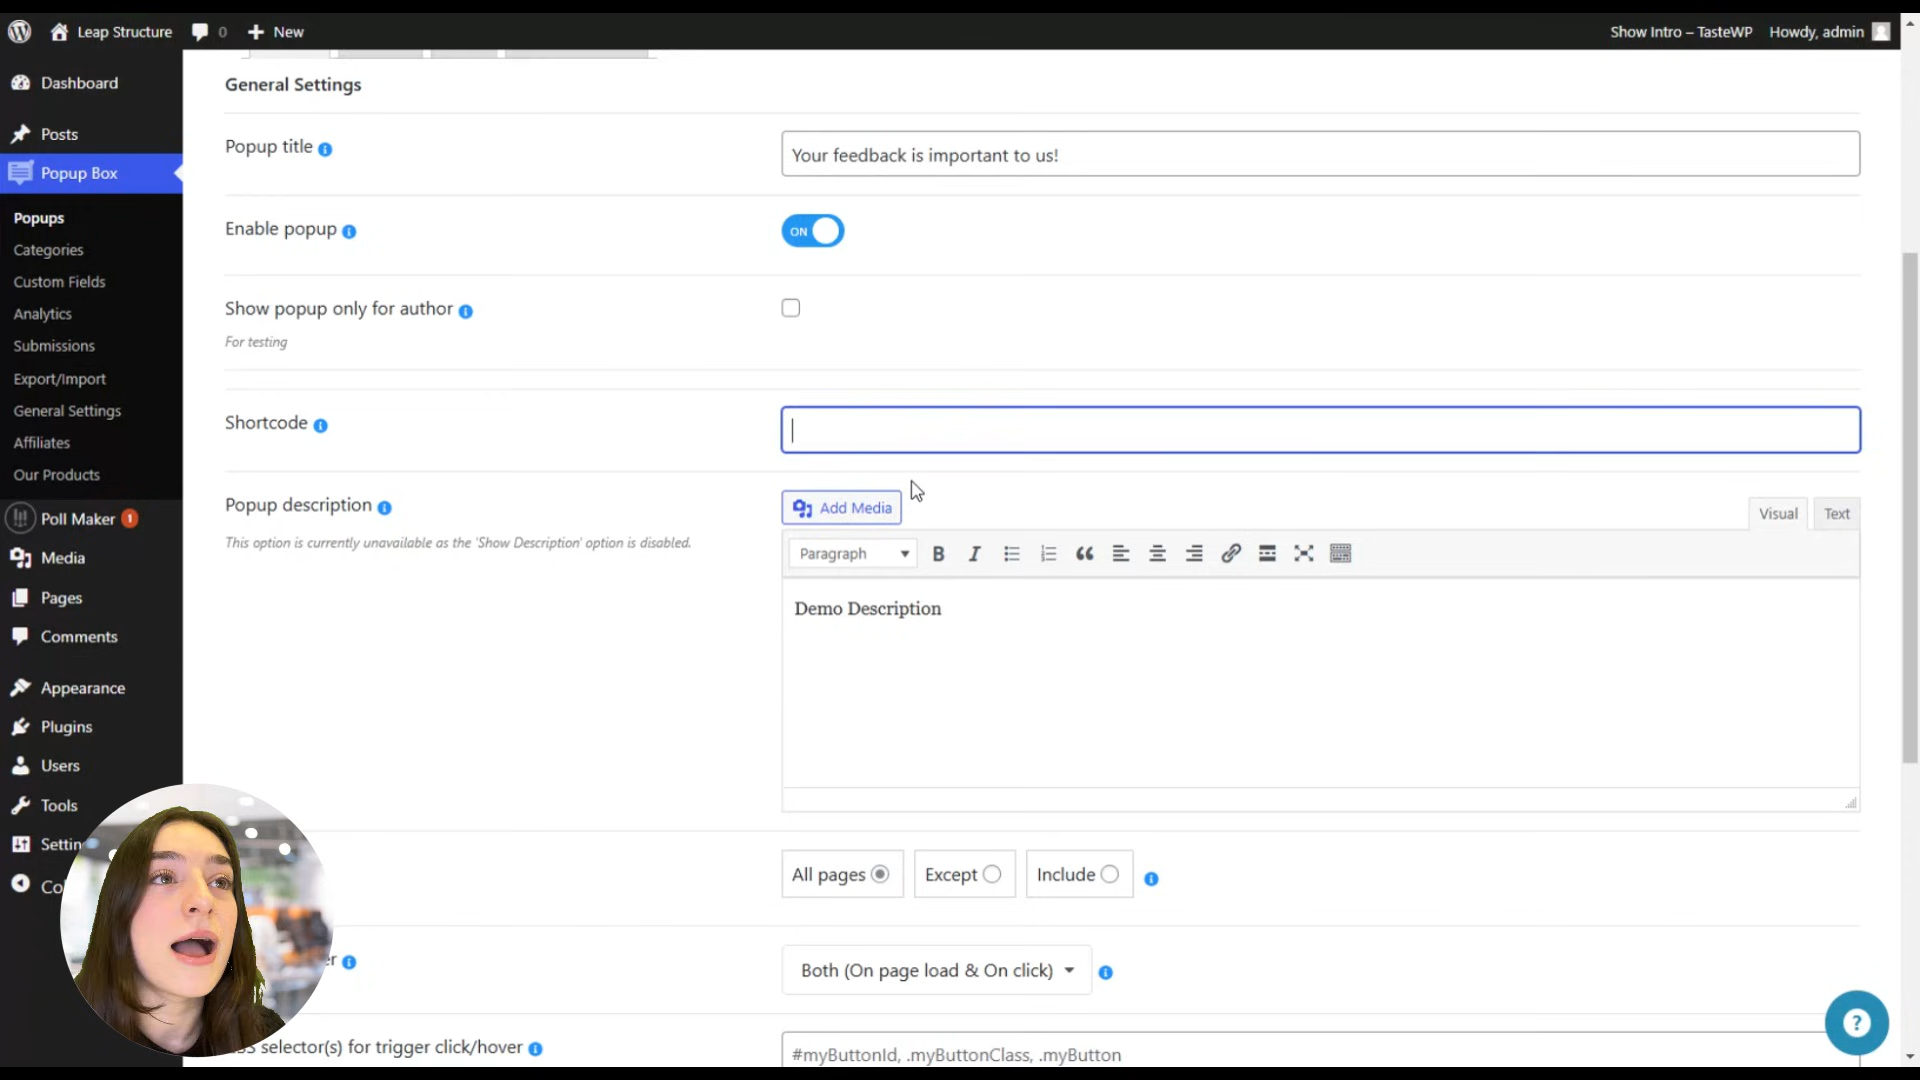 Leap Structure
0
New
Show Intro – TasteWP
Howdy, admin
Dashboard
Posts
Popup Box
Popups
Categories
Custom Fields
Analytics
Submissions
Export/Import
General Settings
Affiliates
Our Products
Poll Maker 1
Media
Pages
Comments
Appearance
Plugins
Users
Tools
General Settings
Popup title
Your feedback is important to us!
Enable popup
ON
Show popup only for author
For testing
Shortcode
Popup description
This option is currently unavailable as the 'Show Description' option is disabled.
Add Media
Visual
Text
Paragraph
Demo Description
All pages
Except
Include
Both (On page load & On click)
selector(s) for trigger click/hover
#myButtonId, .myButtonClass, .myButton
?